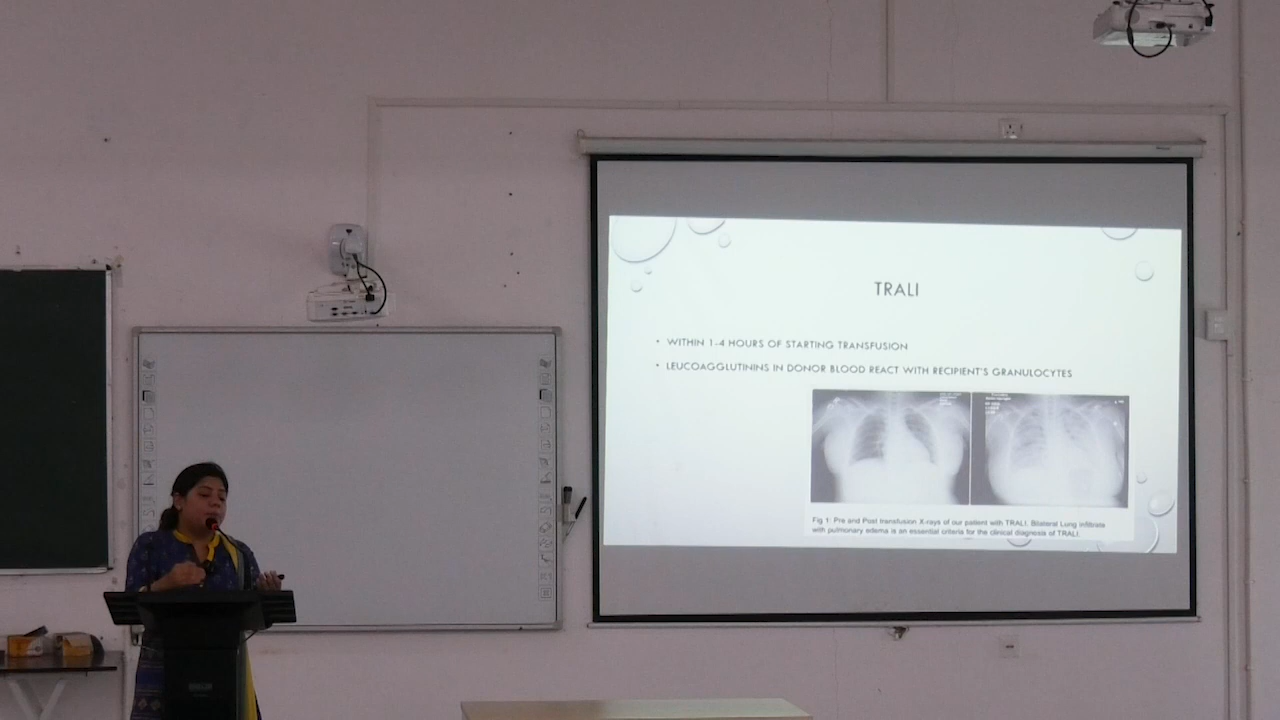 TRALI
• WITHIN 1-4 HOURS OF STARTING TRANSFUSION
• LEUCOAGGLUTININS IN DONOR BLOOD REACT WITH RECIPIENT'S GRANULOCYTES
Fig 1: Pre and Post transfusion X-rays of our patient with TRALI. Bilateral Lung infiltrate
with pulmonary edema is an essential criteria for the clinical diagnosis of TRALI.